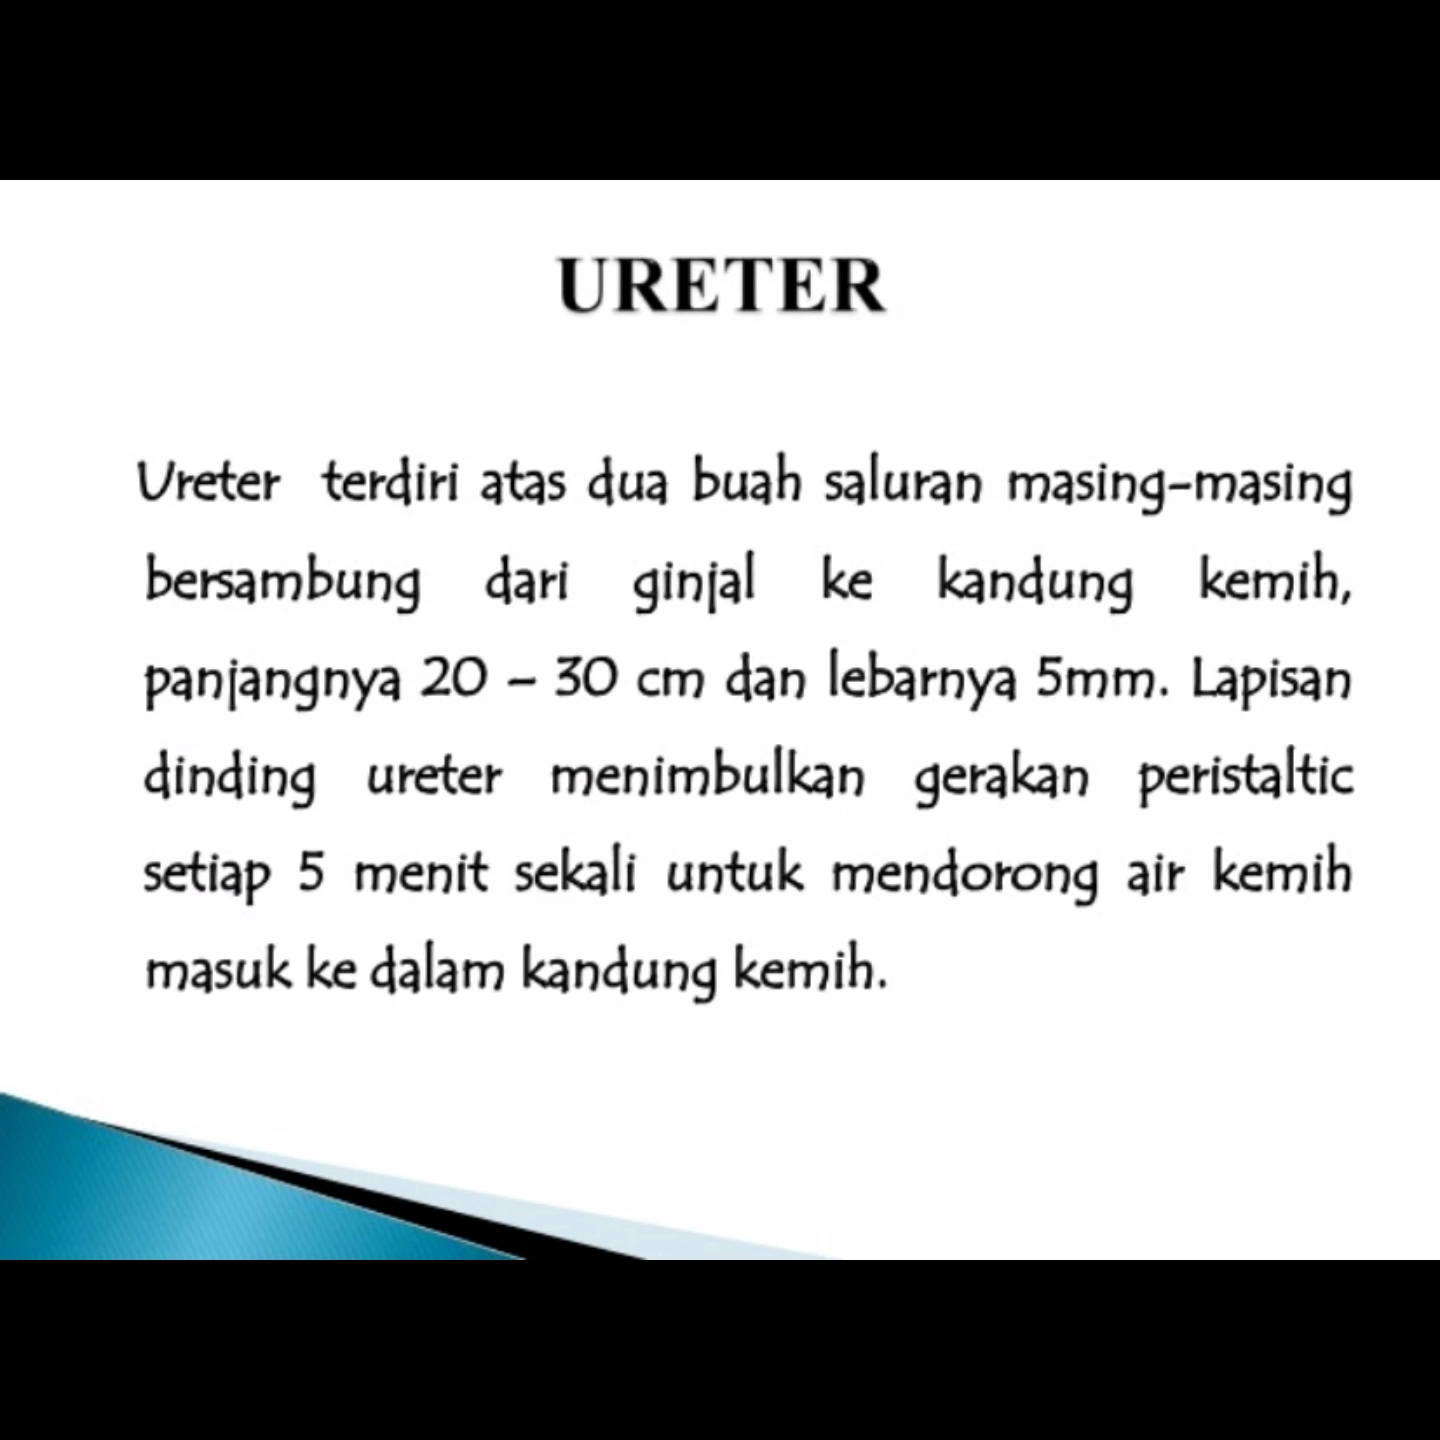 URETER
Ureter terdiri atas dua buah saluran masing-masing
bersambung dari ginjal ke kandung kemih,
panjangnya 20 – 30 cm dan lebarnya 5mm. Lapisan
dinding ureter menimbulkan gerakan peristaltic
setiap 5 menit sekali untuk mendorong air kemih
masuk ke dalam kandung kemih.